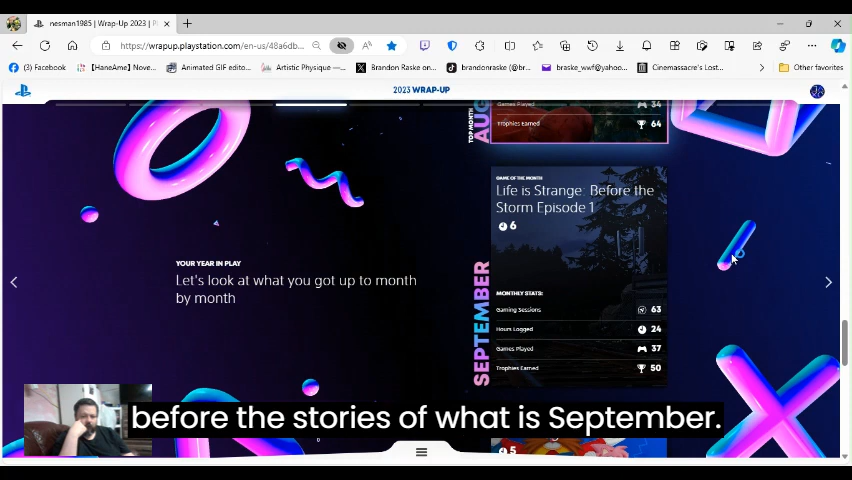 nesman1985 | Wrap-Up 2023 | Pl
https://wrapup.playstation.com/en-us/48a6db...
(3) Facebook
【HaneAme】Nove...
Animated GIF edito...
Artistic Physique —...
Brandon Raske on...
brandonraske (@br...
braske_wwf@yahoo...
Cinemassacre's Lost...
Other favorites
2023 WRAP-UP
TOP MONTH
AUG
Games Played 34
Trophies Earned 64
GAME OF THE MONTH
Life is Strange: Before the
Storm Episode 1
6
YOUR YEAR IN PLAY
Let's look at what you got up to month
by month
SEPTEMBER
MONTHLY STATS:
Gaming Sessions 63
Hours Logged 24
Games Played 37
Trophies Earned 50
before the stories of what is September.
5